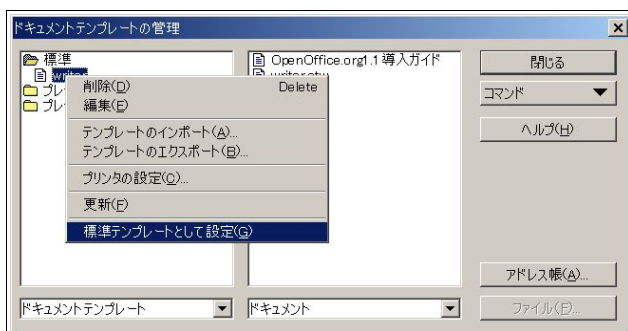 ドキュメントテンプレートの管理
標準
writer
プレ
プレ
削除(D) Delete
編集(E)
テンプレートのインポート(A)...
テンプレートのエクスポート(B)...
プリンタの設定(C)...
更新(F)
標準テンプレートとして設定(G)
OpenOffice.org1.1 導入ガイド
writer.stw
閉じる
コマンド
ヘルプ(H)
アドレス帳(A)...
ファイル(E)...
ドキュメントテンプレート
ドキュメント